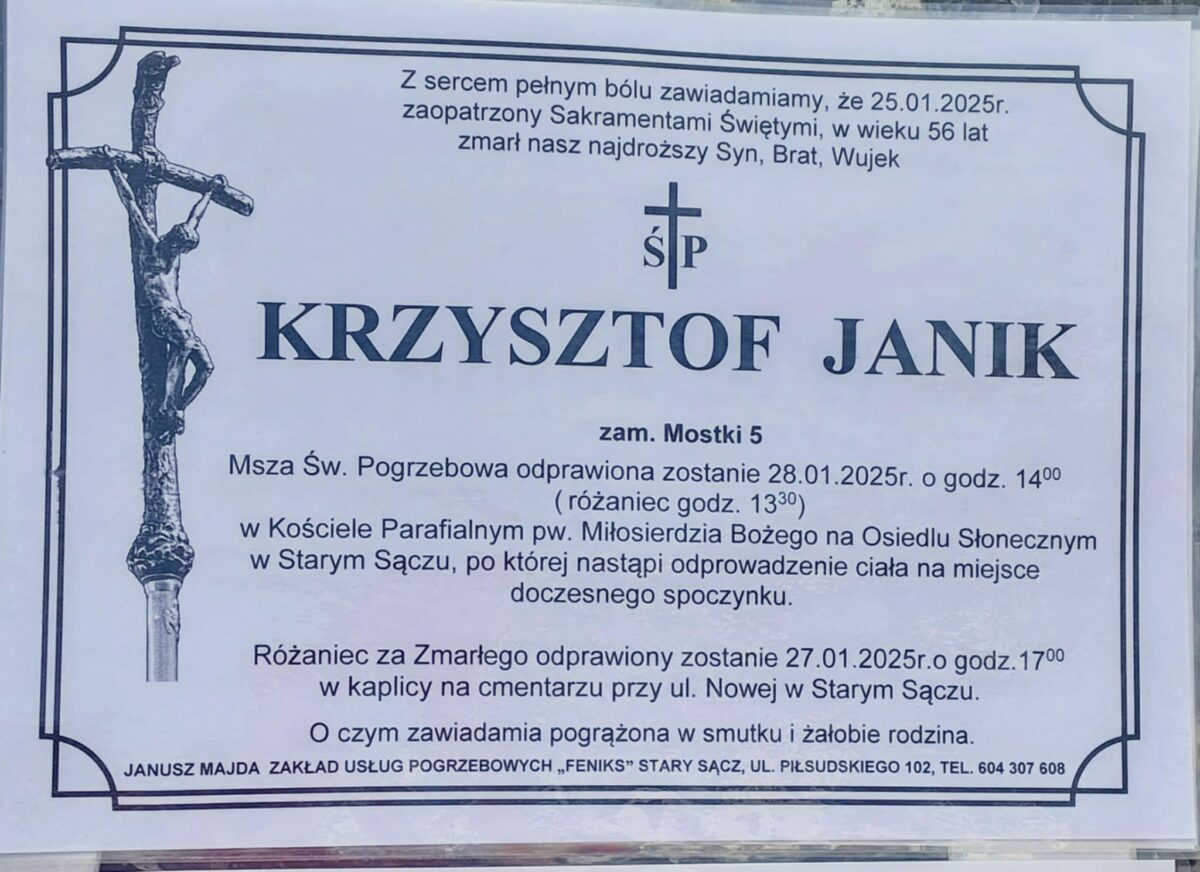 Z sercem pełnym bólu zawiadamiamy, że 25.01.2025r.
zaopatrzony Sakramentami Świętymi, w wieku 56 lat
zmarł nasz najdroższy Syn, Brat, Wujek
Ś P
KRZYSZTOF JANIK
zam. Mostki 5
Msza Św. Pogrzebowa odprawiona zostanie 28.01.2025r. o godz. 14⁰⁰
( różaniec godz. 13³⁰)
w Kościele Parafialnym pw. Miłosierdzia Bożego na Osiedlu Słonecznym
w Starym Sączu, po której nastąpi odprowadzenie ciała na miejsce
doczesnego spoczynku.
Różaniec za Zmarłego odprawiony zostanie 27.01.2025r.o godz.17⁰⁰
w kaplicy na cmentarzu przy ul. Nowej w Starym Sączu.
O czym zawiadamia pogrążona w smutku i żałobie rodzina.
JANUSZ MAJDA ZAKŁAD USŁUG POGRZEBOWYCH „FENIKS” STARY SĄCZ, UL. PIŁSUDSKIEGO 102, TEL. 604 307 608